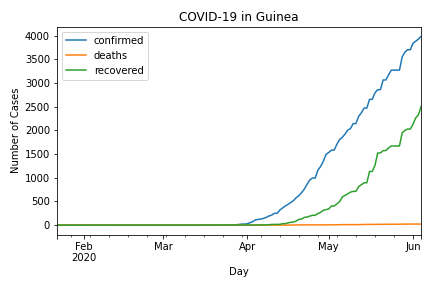 COVID-19 in Guinea
confirmed
deaths
recovered
Number of Cases
4000
3500
3000
2500
2000
1500
1000
500
0
Feb
2020
Mar
Apr
May
Jun
Day